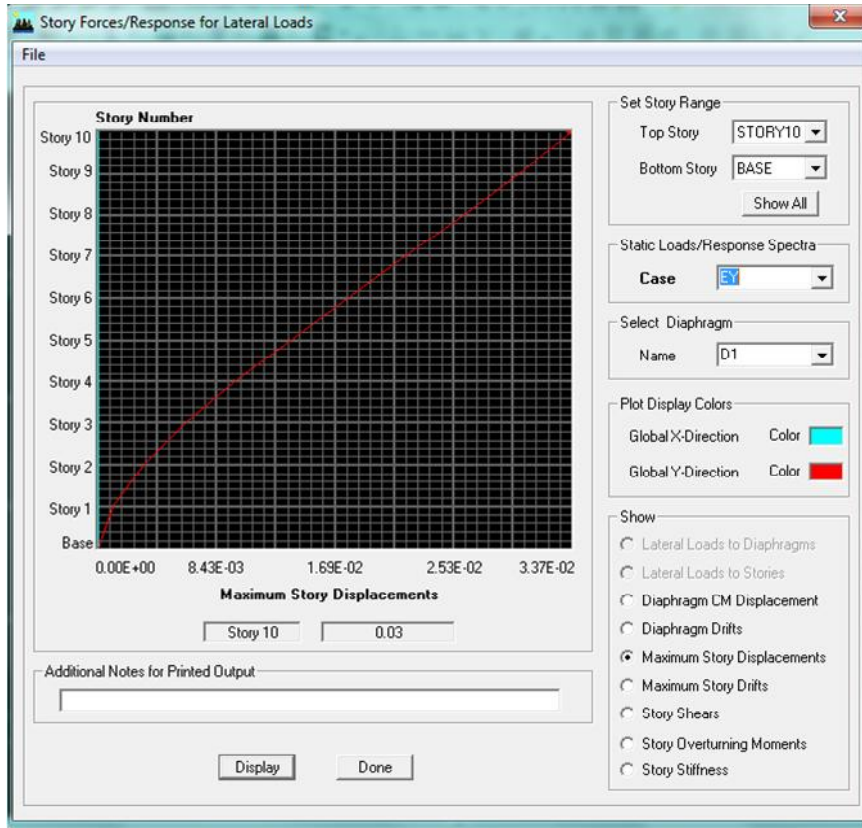 Story Forces/Response for Lateral Loads
File
Story Number
Story 10
Story 9
Story 8
Story 7
Story 6
Story 5
Story 4
Story 3
Story 2
Story 1
Base
0.00E+00 8.43E-03 1.69E-02 2.53E-02 3.37E-02
Maximum Story Displacements
Story 10 0.03
Additional Notes for Printed Output
Display Done
Set Story Range
Top Story STORY10
Bottom Story BASE
Show All
Static Loads/Response Spectra
Case EY
Select Diaphragm
Name D1
Plot Display Colors
Global X-Direction Color
Global Y-Direction Color
Show
Lateral Loads to Diaphragms
Lateral Loads to Stories
Diaphragm CM Displacement
Diaphragm Drifts
Maximum Story Displacements
Maximum Story Drifts
Story Shears
Story Overturning Moments
Story Stiffness